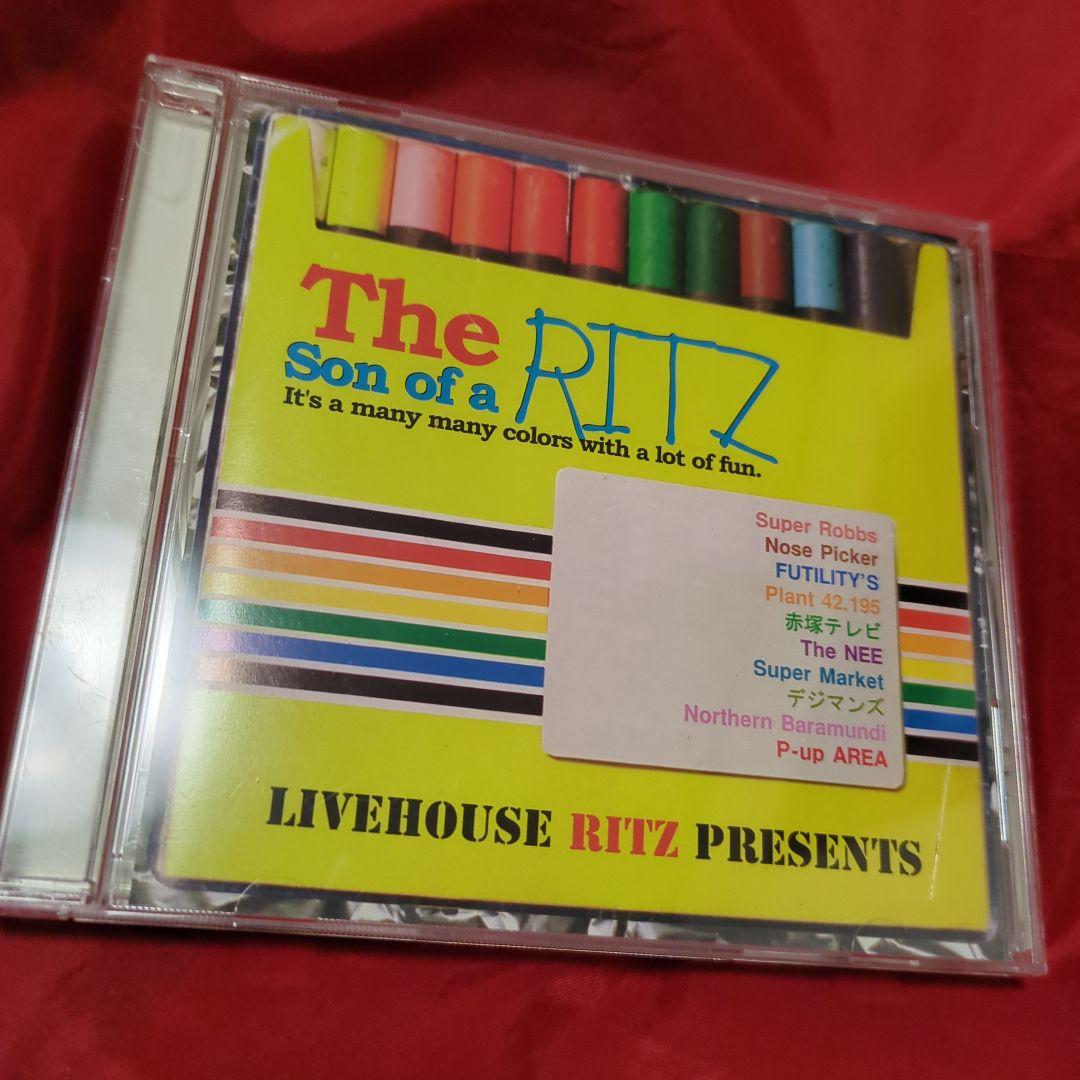 The
Son of a RITZ
It's a many many colors with a lot of fun.
Super Robbs
Nose Picker
FUTILITY'S
Plant 42.195
赤塚テレビ
The NEE
Super Market
デジマンズ
Northern Baramundi
P-up AREA
LIVEHOUSE RITZ PRESENTS